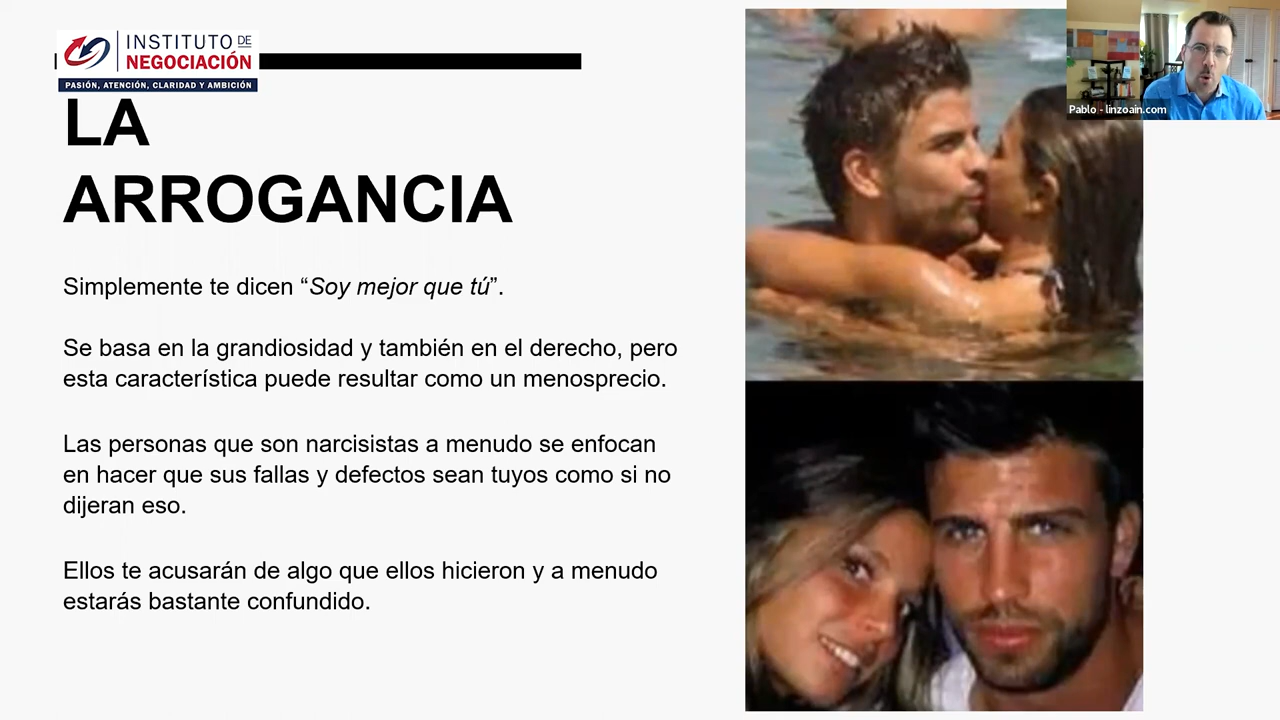 INSTITUTO DE
NEGOCIACIÓN
PASIÓN, ATENCIÓN, CLARIDAD Y AMBICIÓN
LA
ARROGANCIA
Simplemente te dicen “Soy mejor que tú”.
Se basa en la grandiosidad y también en el derecho, pero
esta característica puede resultar como un menosprecio.
Las personas que son narcisistas a menudo se enfocan
en hacer que sus fallas y defectos sean tuyos como si no
dijeran eso.
Ellos te acusarán de algo que ellos hicieron y a menudo
estarás bastante confundido.
Pablo - linzoain.com